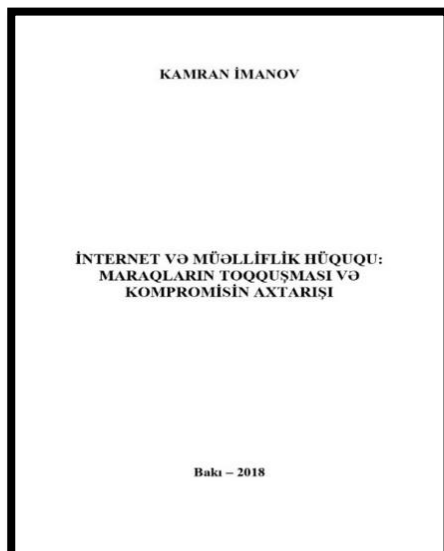 KAMRAN İMANOV
İNTERNET VƏ MÜƏLLİFLİK HÜQUQU:
MARAQLARIN TOQQUŞMASI VƏ
KOMPROMİSİN AXTARIŞI
Bakı – 2018